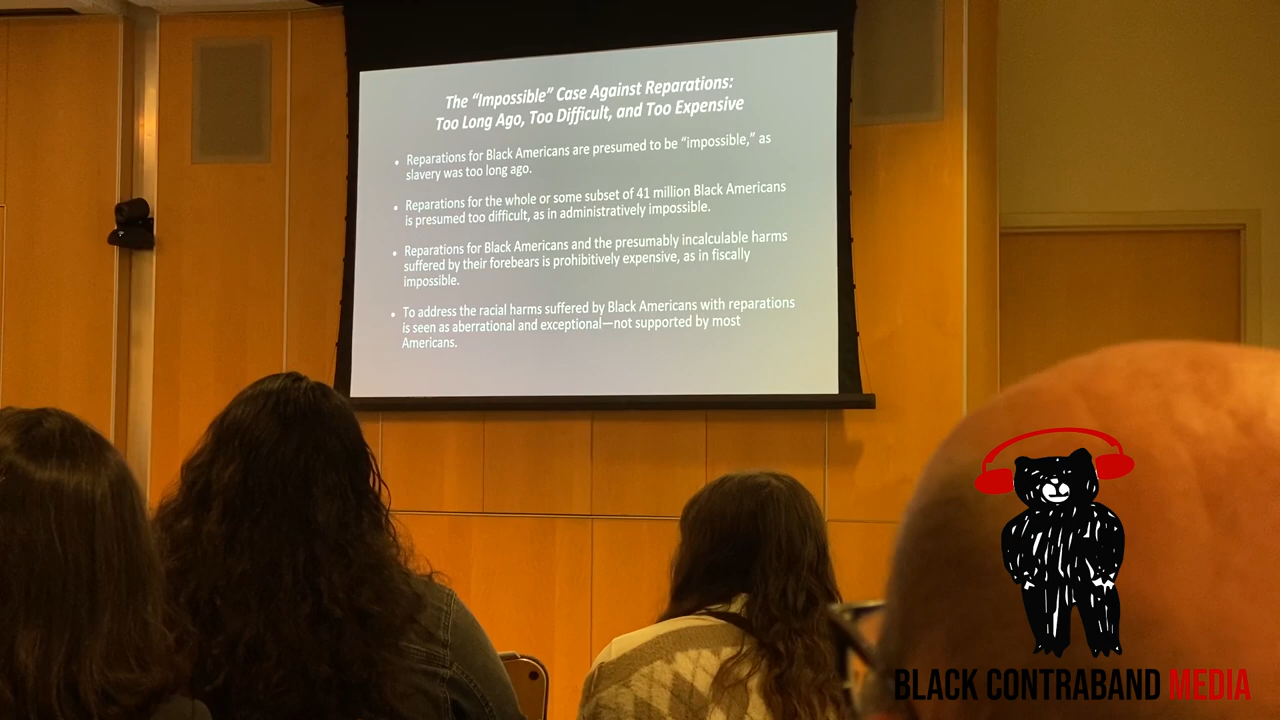 The “Impossible” Case Against Reparations:
Too Long Ago, Too Difficult, and Too Expensive
• Reparations for Black Americans are presumed to be “impossible,” as
slavery was too long ago.
• Reparations for the whole or some subset of 41 million Black Americans
is presumed too difficult, as in administratively impossible.
• Reparations for Black Americans and the presumably incalculable harms
suffered by their forebears is prohibitively expensive, as in fiscally
impossible.
• To address the racial harms suffered by Black Americans with reparations
is seen as aberrational and exceptional—not supported by most
Americans.
BLACK CONTRABAND MEDIA